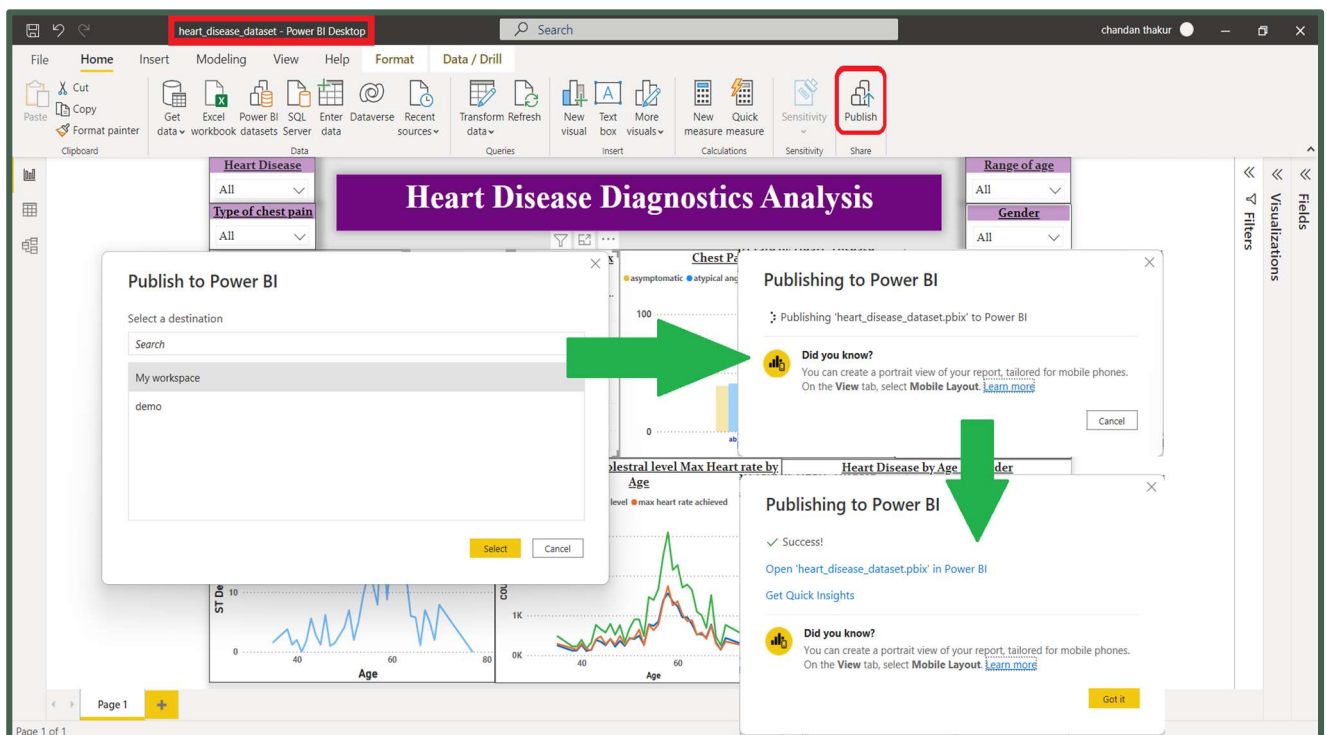 heart_disease_dataset - Power BI Desktop
Search
chandan thakur
File Home Insert Modeling View Help Format Data / Drill
Paste
Cut
Copy
Format painter
Clipboard
Get data
Excel workbook
Power BI datasets
SQL Server
Enter data
Dataverse
Recent sources
Data
Transform data
Refresh
Queries
New visual
Text box
More visuals
Insert
New measure
Quick measure
Calculations
Sensitivity
Sensitivity
Publish
Share
Heart Disease
All
Type of chest pain
All
Heart Disease Diagnostics Analysis
Range of age
All
Gender
All
Filters
Visualizations
Fields
Publish to Power BI
Select a destination
Search
My workspace
demo
Select
Cancel
Chest Pa
asymptomatic atypical ang
100
0
ab
Publishing to Power BI
Publishing 'heart_disease_dataset.pbix' to Power BI
Did you know?
You can create a portrait view of your report, tailored for mobile phones.
On the View tab, select Mobile Layout. Learn more
Cancel
olestral level Max Heart rate by
Age
level max heart rate achieved
Heart Disease by Age
der
Publishing to Power BI
Success!
Open 'heart_disease_dataset.pbix' in Power BI
Get Quick Insights
Did you know?
You can create a portrait view of your report, tailored for mobile phones.
On the View tab, select Mobile Layout. Learn more
Got it
ST De
10
0
40 60 80
Age
1K
0K
40 60
Age
Page 1
Page 1 of 1